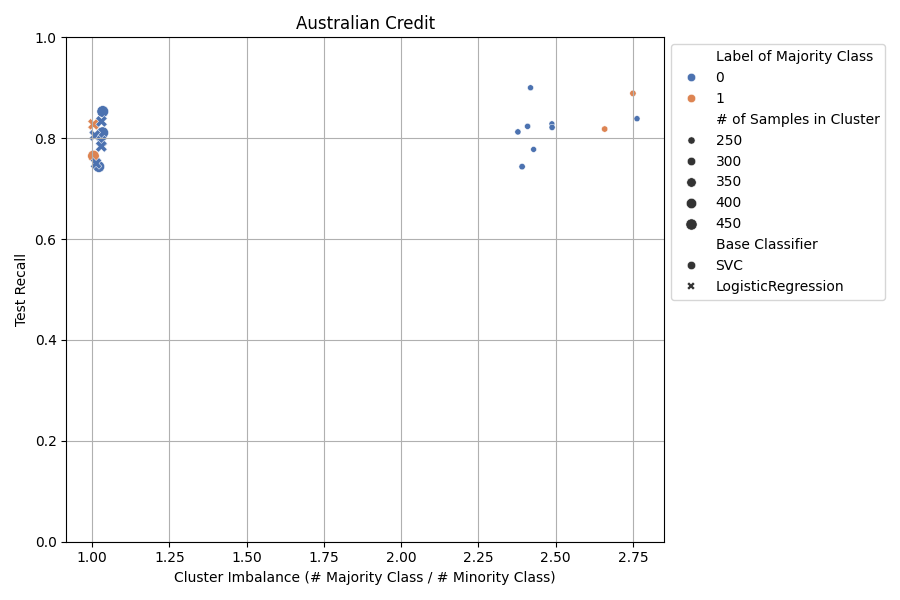 Australian Credit
1.0
0.8
0.6
0.4
0.2
0.0
Test Recall
1.00 1.25 1.50 1.75 2.00 2.25 2.50 2.75
Cluster Imbalance (# Majority Class / # Minority Class)
Label of Majority Class
0
1
# of Samples in Cluster
250
300
350
400
450
Base Classifier
SVC
LogisticRegression